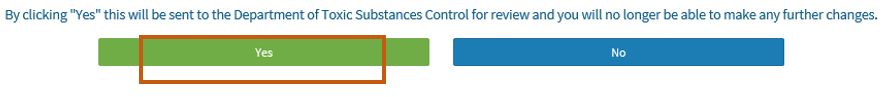 By clicking "Yes" this will be sent to the Department of Toxic Substances Control for review and you will no longer be able to make any further changes.
Yes No